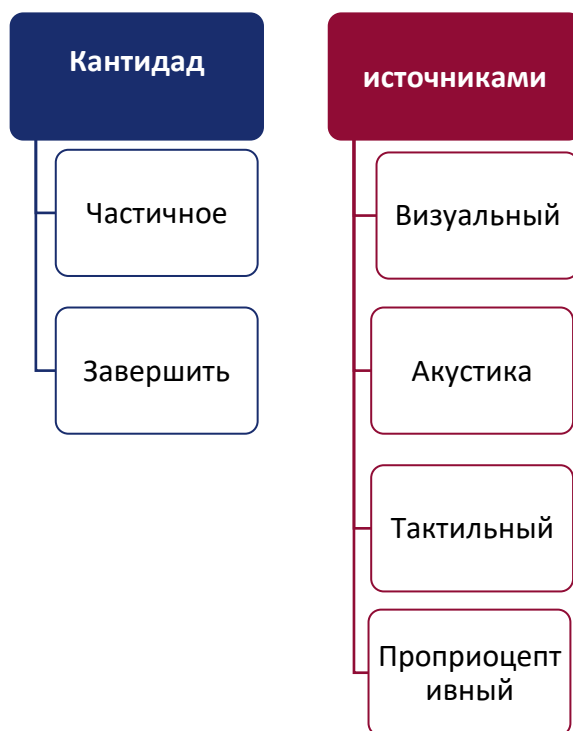 Кантидад
Частичное
Завершить
источниками
Визуальный
Акустика
Тактильный
Проприоцепт
ивный